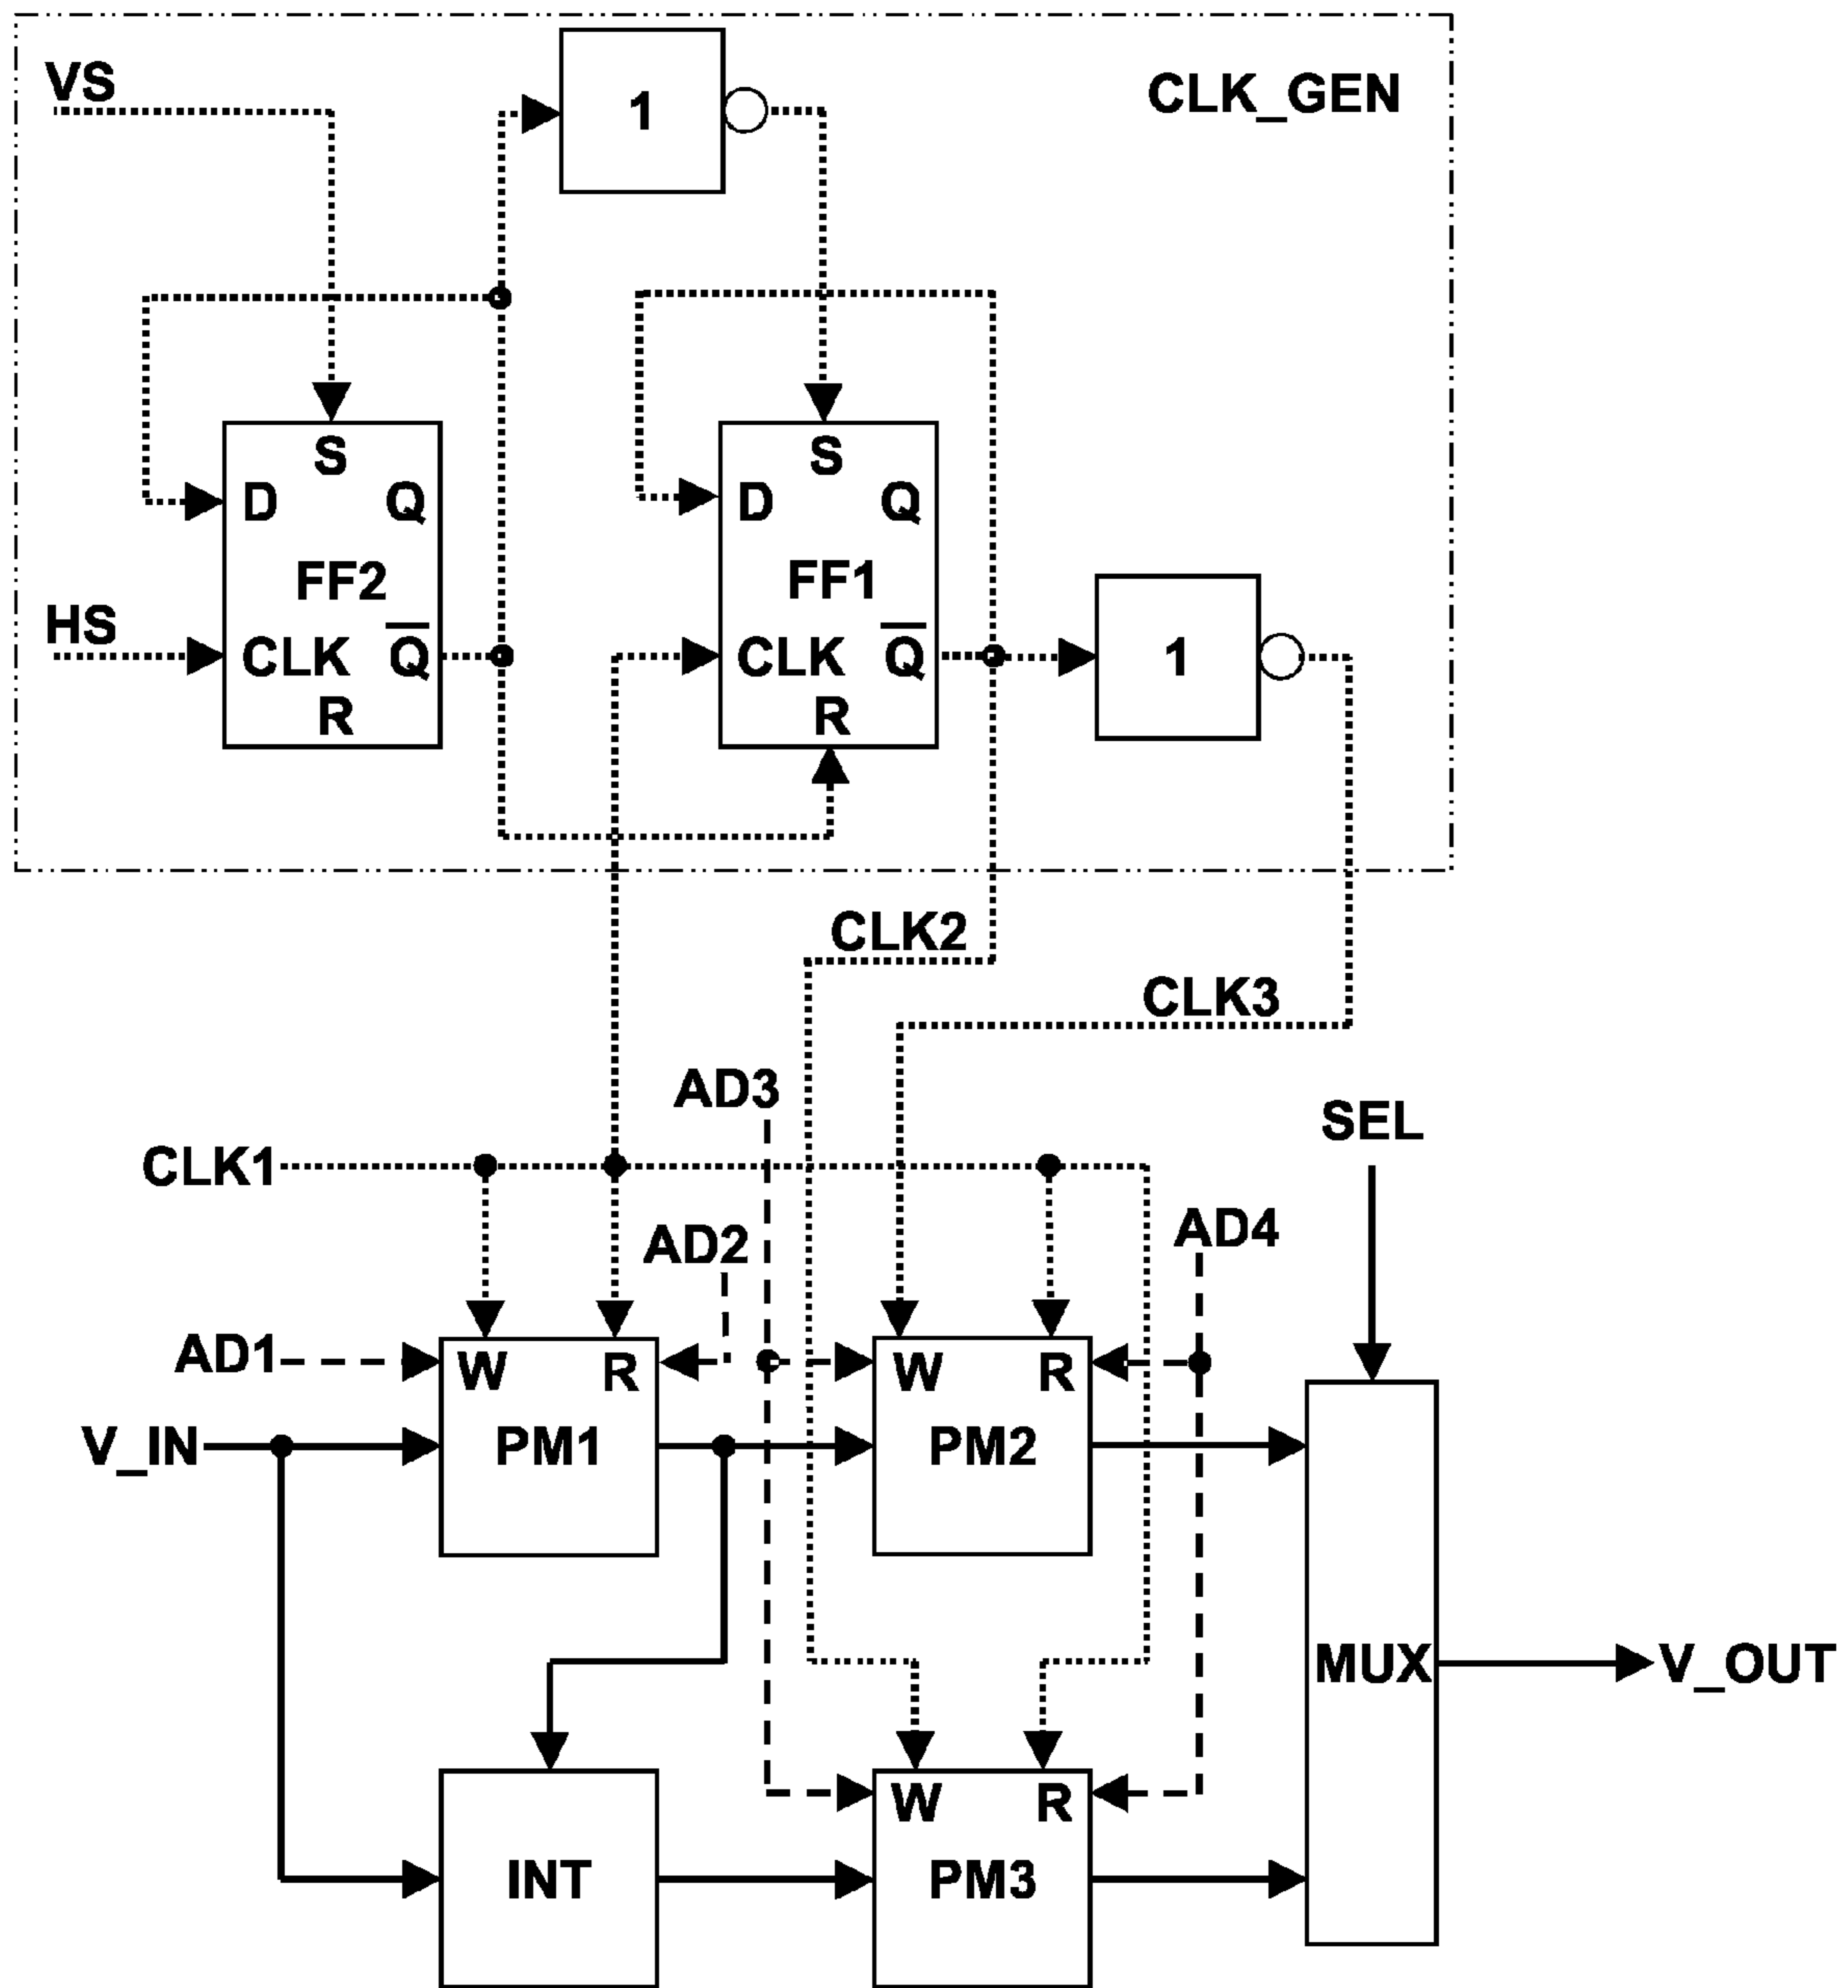 VS
1
CLK_GEN
S
S
D Q
D Q
FF2
FF1
HS
CLK Q
CLK Q
1
R
R
CLK2
CLK3
AD3
SEL
CLK1
AD4
AD2
AD1
W R
W R
V_IN
PM1
PM2
MUX
V_OUT
W R
INT
PM3